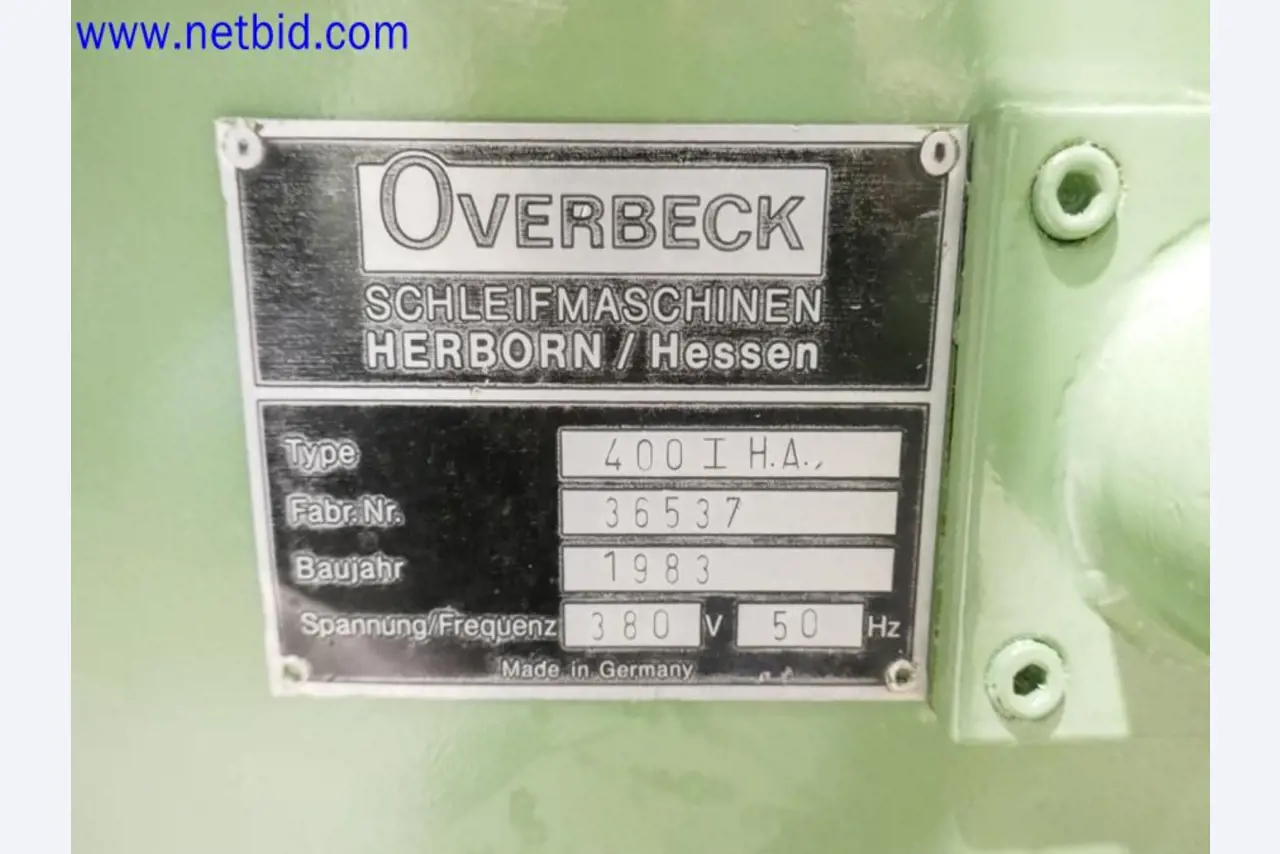 www.netbid.com
OVERBECK
SCHLEIFMASCHINEN
HERBORN / Hessen
Type 400 I H.A.,
Fabr. Nr. 36537
Baujahr 1983
Spannung/Frequenz 380 V 50 Hz
Made in Germany